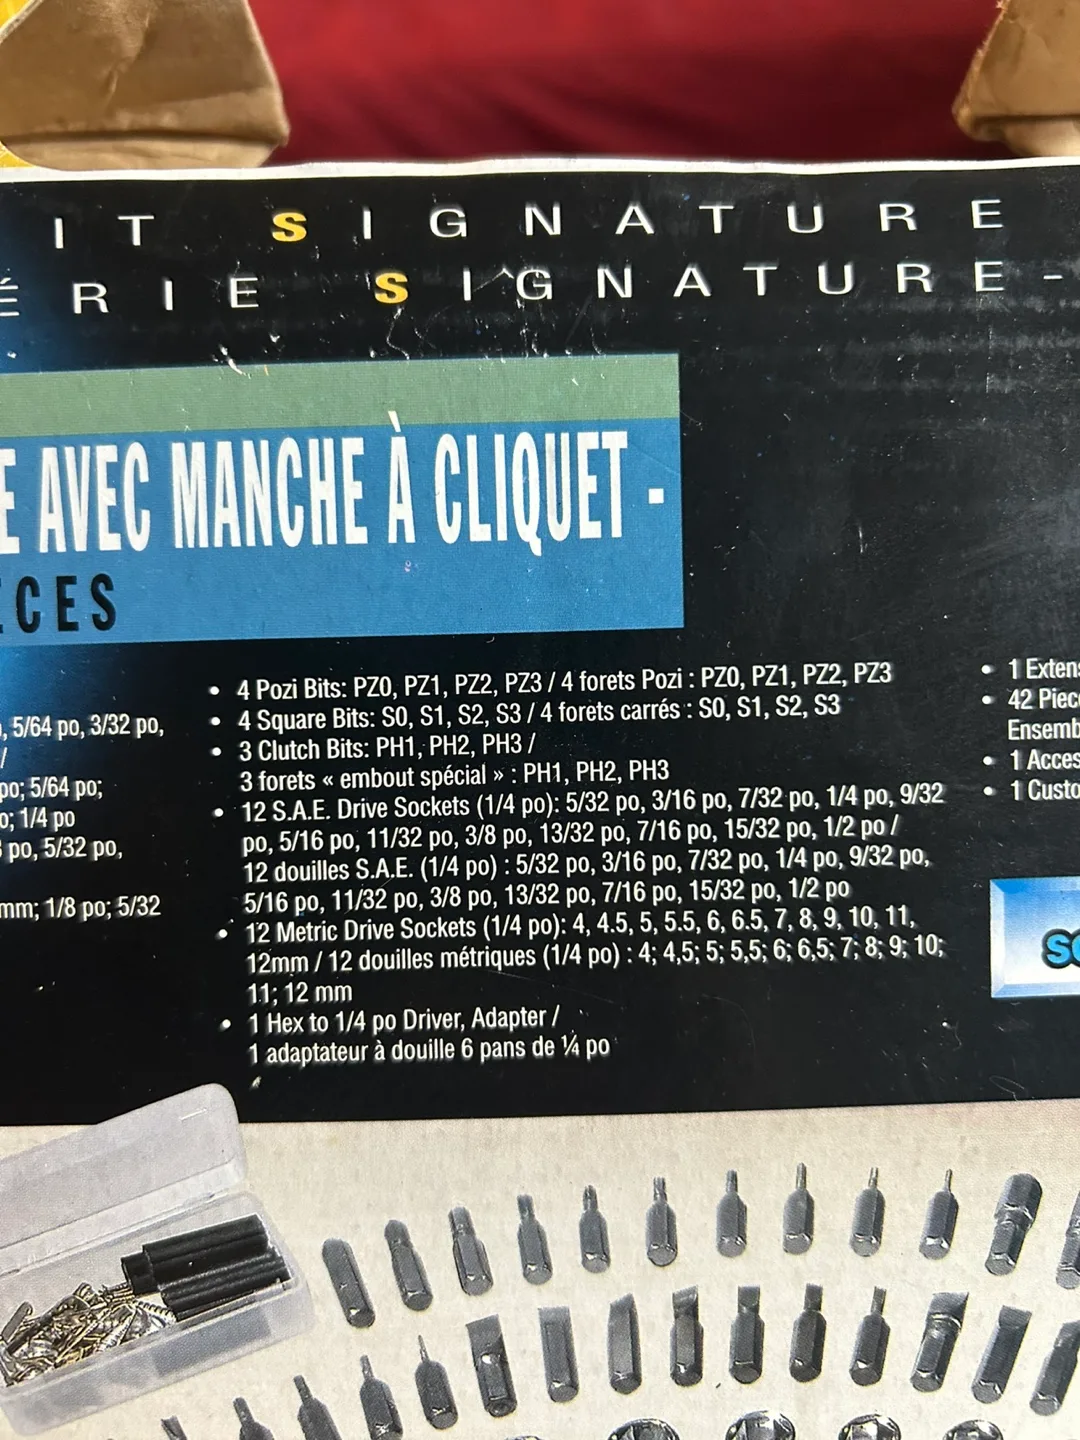 IT SIGNATURE
ÉRIE SIGNATURE-
E AVEC MANCHE À CLIQUET -
CES
, 5/64 po, 3/32 po,
/
po; 5/64 po;
o; 1/4 po
po, 5/32 po,
mm; 1/8 po; 5/32
• 4 Pozi Bits: PZ0, PZ1, PZ2, PZ3 / 4 forets Pozi : PZ0, PZ1, PZ2, PZ3
• 4 Square Bits: S0, S1, S2, S3 / 4 forets carrés : S0, S1, S2, S3
• 3 Clutch Bits: PH1, PH2, PH3 /
3 forets « embout spécial » : PH1, PH2, PH3
• 12 S.A.E. Drive Sockets (1/4 po): 5/32 po, 3/16 po, 7/32 po, 1/4 po, 9/32
po, 5/16 po, 11/32 po, 3/8 po, 13/32 po, 7/16 po, 15/32 po, 1/2 po /
12 douilles S.A.E. (1/4 po) : 5/32 po, 3/16 po, 7/32 po, 1/4 po, 9/32 po,
5/16 po, 11/32 po, 3/8 po, 13/32 po, 7/16 po, 15/32 po, 1/2 po
• 12 Metric Drive Sockets (1/4 po): 4, 4.5, 5, 5.5, 6, 6.5, 7, 8, 9, 10, 11,
12mm / 12 douilles métriques (1/4 po) : 4; 4,5; 5; 5,5; 6; 6,5; 7; 8; 9; 10;
11; 12 mm
• 1 Hex to 1/4 po Driver, Adapter /
1 adaptateur à douille 6 pans de ¼ po
• 1 Extens
• 42 Piec
Ensemb
• 1 Acces
• 1 Custo